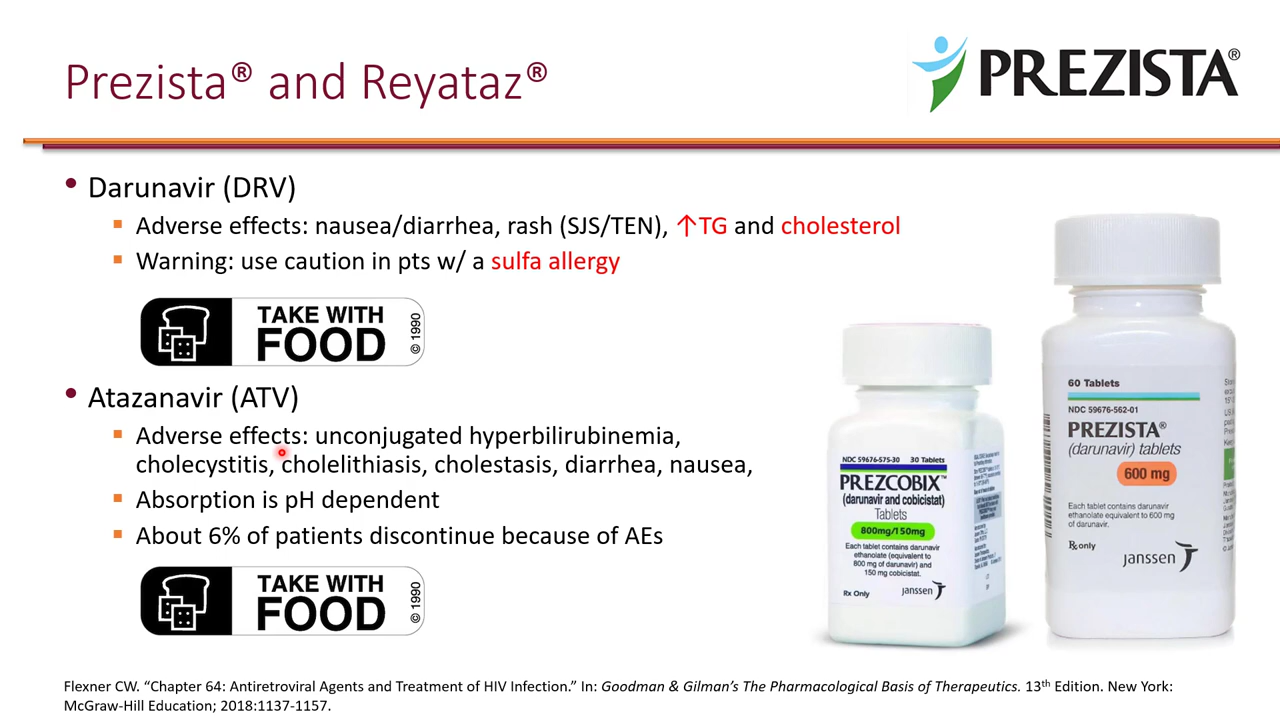 Prezista® and Reyataz®
PREZISTA®
• Darunavir (DRV)
▪ Adverse effects: nausea/diarrhea, rash (SJS/TEN), ↑TG and cholesterol
▪ Warning: use caution in pts w/ a sulfa allergy
TAKE WITH
FOOD
© 1990
• Atazanavir (ATV)
▪ Adverse effects: unconjugated hyperbilirubinemia,
cholecystitis, cholelithiasis, cholestasis, diarrhea, nausea,
▪ Absorption is pH dependent
▪ About 6% of patients discontinue because of AEs
TAKE WITH
FOOD
© 1990
NDC 59676-575-30 30 Tablets
PREZCOBIX™
(darunavir and cobicistat)
Tablets
800mg/150mg
Each tablet contains darunavir
ethanolate (equivalent to
800 mg of darunavir) and
150 mg cobicistat.
Rx Only
janssen
60 Tablets
NDC 59676-562-01
PREZISTA®
(darunavir) tablets
600 mg
Each tablet contains darunavir
ethanolate equivalent to 600 mg
of darunavir.
Rx only
janssen
Flexner CW. “Chapter 64: Antiretroviral Agents and Treatment of HIV Infection.” In: Goodman & Gilman’s The Pharmacological Basis of Therapeutics. 13th Edition. New York:
McGraw-Hill Education; 2018:1137-1157.